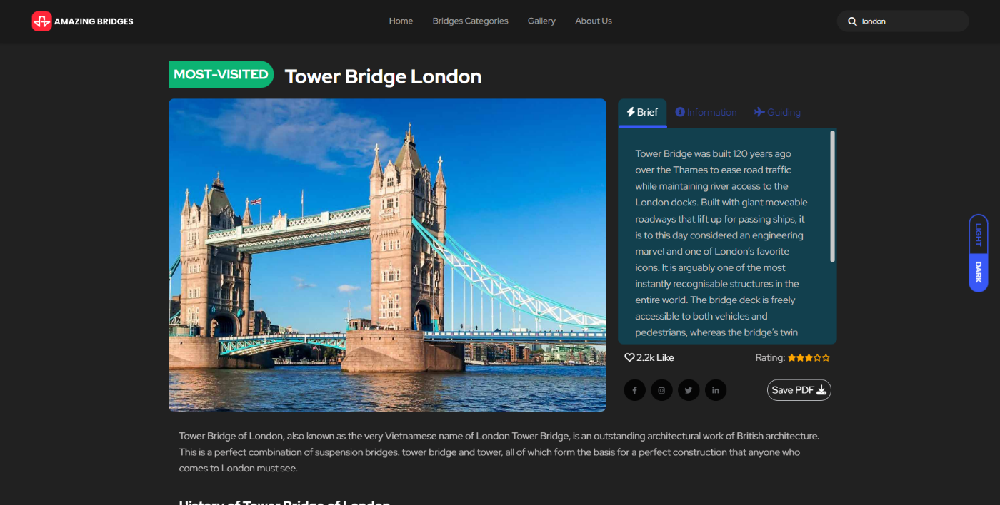 AMAZING BRIDGES
Home
Bridges Categories
Gallery
About Us
london
MOST-VISITED
Tower Bridge London
Brief
Information
Guiding
Tower Bridge was built 120 years ago
over the Thames to ease road traffic
while maintaining river access to the
London docks. Built with giant moveable
roadways that lift up for passing ships, it
is to this day considered an engineering
marvel and one of London's favorite
icons. It is arguably one of the most
instantly recognisable structures in the
entire world. The bridge deck is freely
accessible to both vehicles and
pedestrians, whereas the bridge's twin
LIGHT
DARK
2.2k Like
Rating:
Save PDF
Tower Bridge of London, also known as the very Vietnamese name of London Tower Bridge, is an outstanding architectural work of British architecture.
This is a perfect combination of suspension bridges. tower bridge and tower, all of which form the basis for a perfect construction that anyone who
comes to London must see.
History of Tower Bridge of London